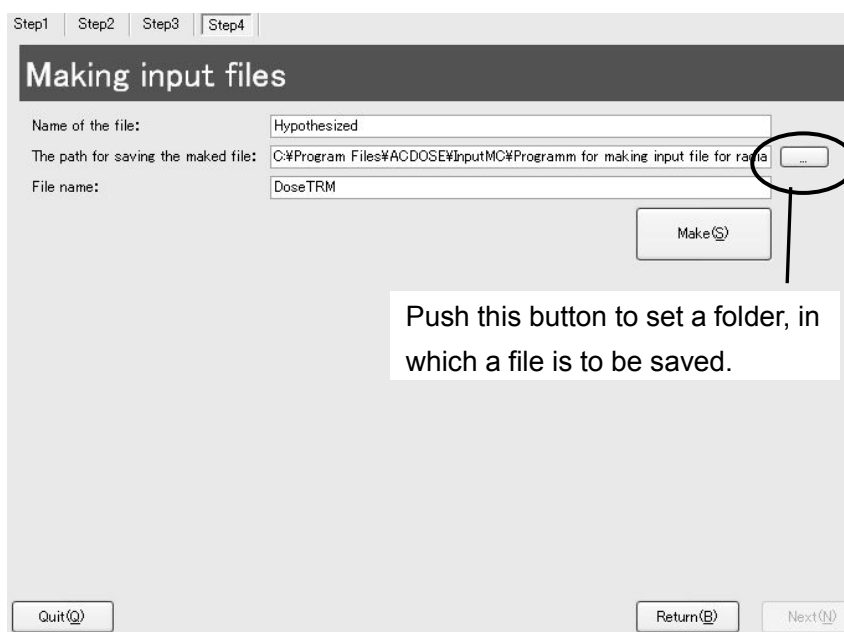 Step1 Step2 Step3 Step4
Making input files
Name of the file: Hypothesized
The path for saving the maked file: C:¥Program Files¥ACDOSE¥InputMC¥Programm for making input file for radia ...
File name: DoseTRM
Make(S)
Push this button to set a folder, in
which a file is to be saved.
Quit(Q) Return(B) Next(N)